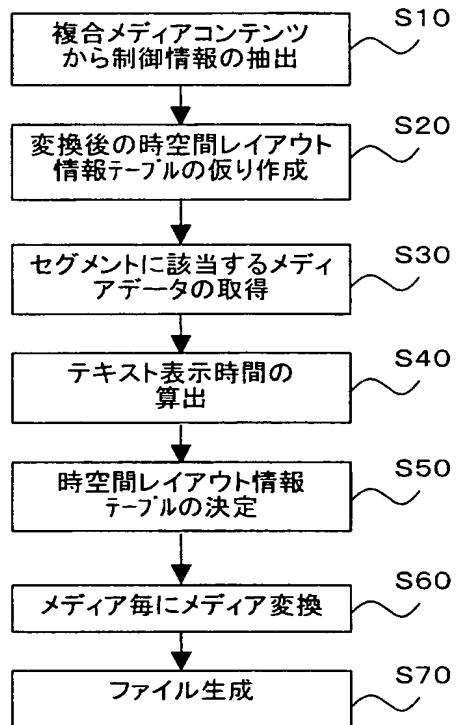 複合メディアコンテンツ
から制御情報の抽出
S10
変換後の時空間レイアウト
情報テーブルの仮り作成
S20
セグメントに該当するメディ
アデータの取得
S30
テキスト表示時間の
算出
S40
時空間レイアウト情報
テーブルの決定
S50
メディア毎にメディア変換
S60
ファイル生成
S70